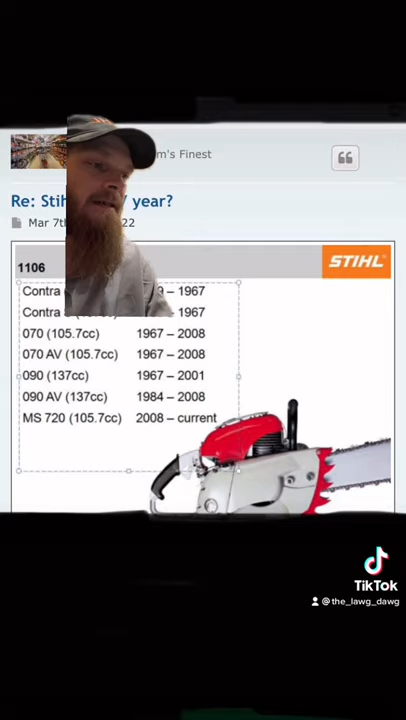 m's Finest
Re: Stih / year?
Mar 7th 22
1106
STIHL
Contra 9 – 1967
Contra – 1967
070 (105.7cc) 1967 – 2008
070 AV (105.7cc) 1967 – 2008
090 (137cc) 1967 – 2001
090 AV (137cc) 1984 – 2008
MS 720 (105.7cc) 2008 – current
TikTok
@the_lawg_dawg